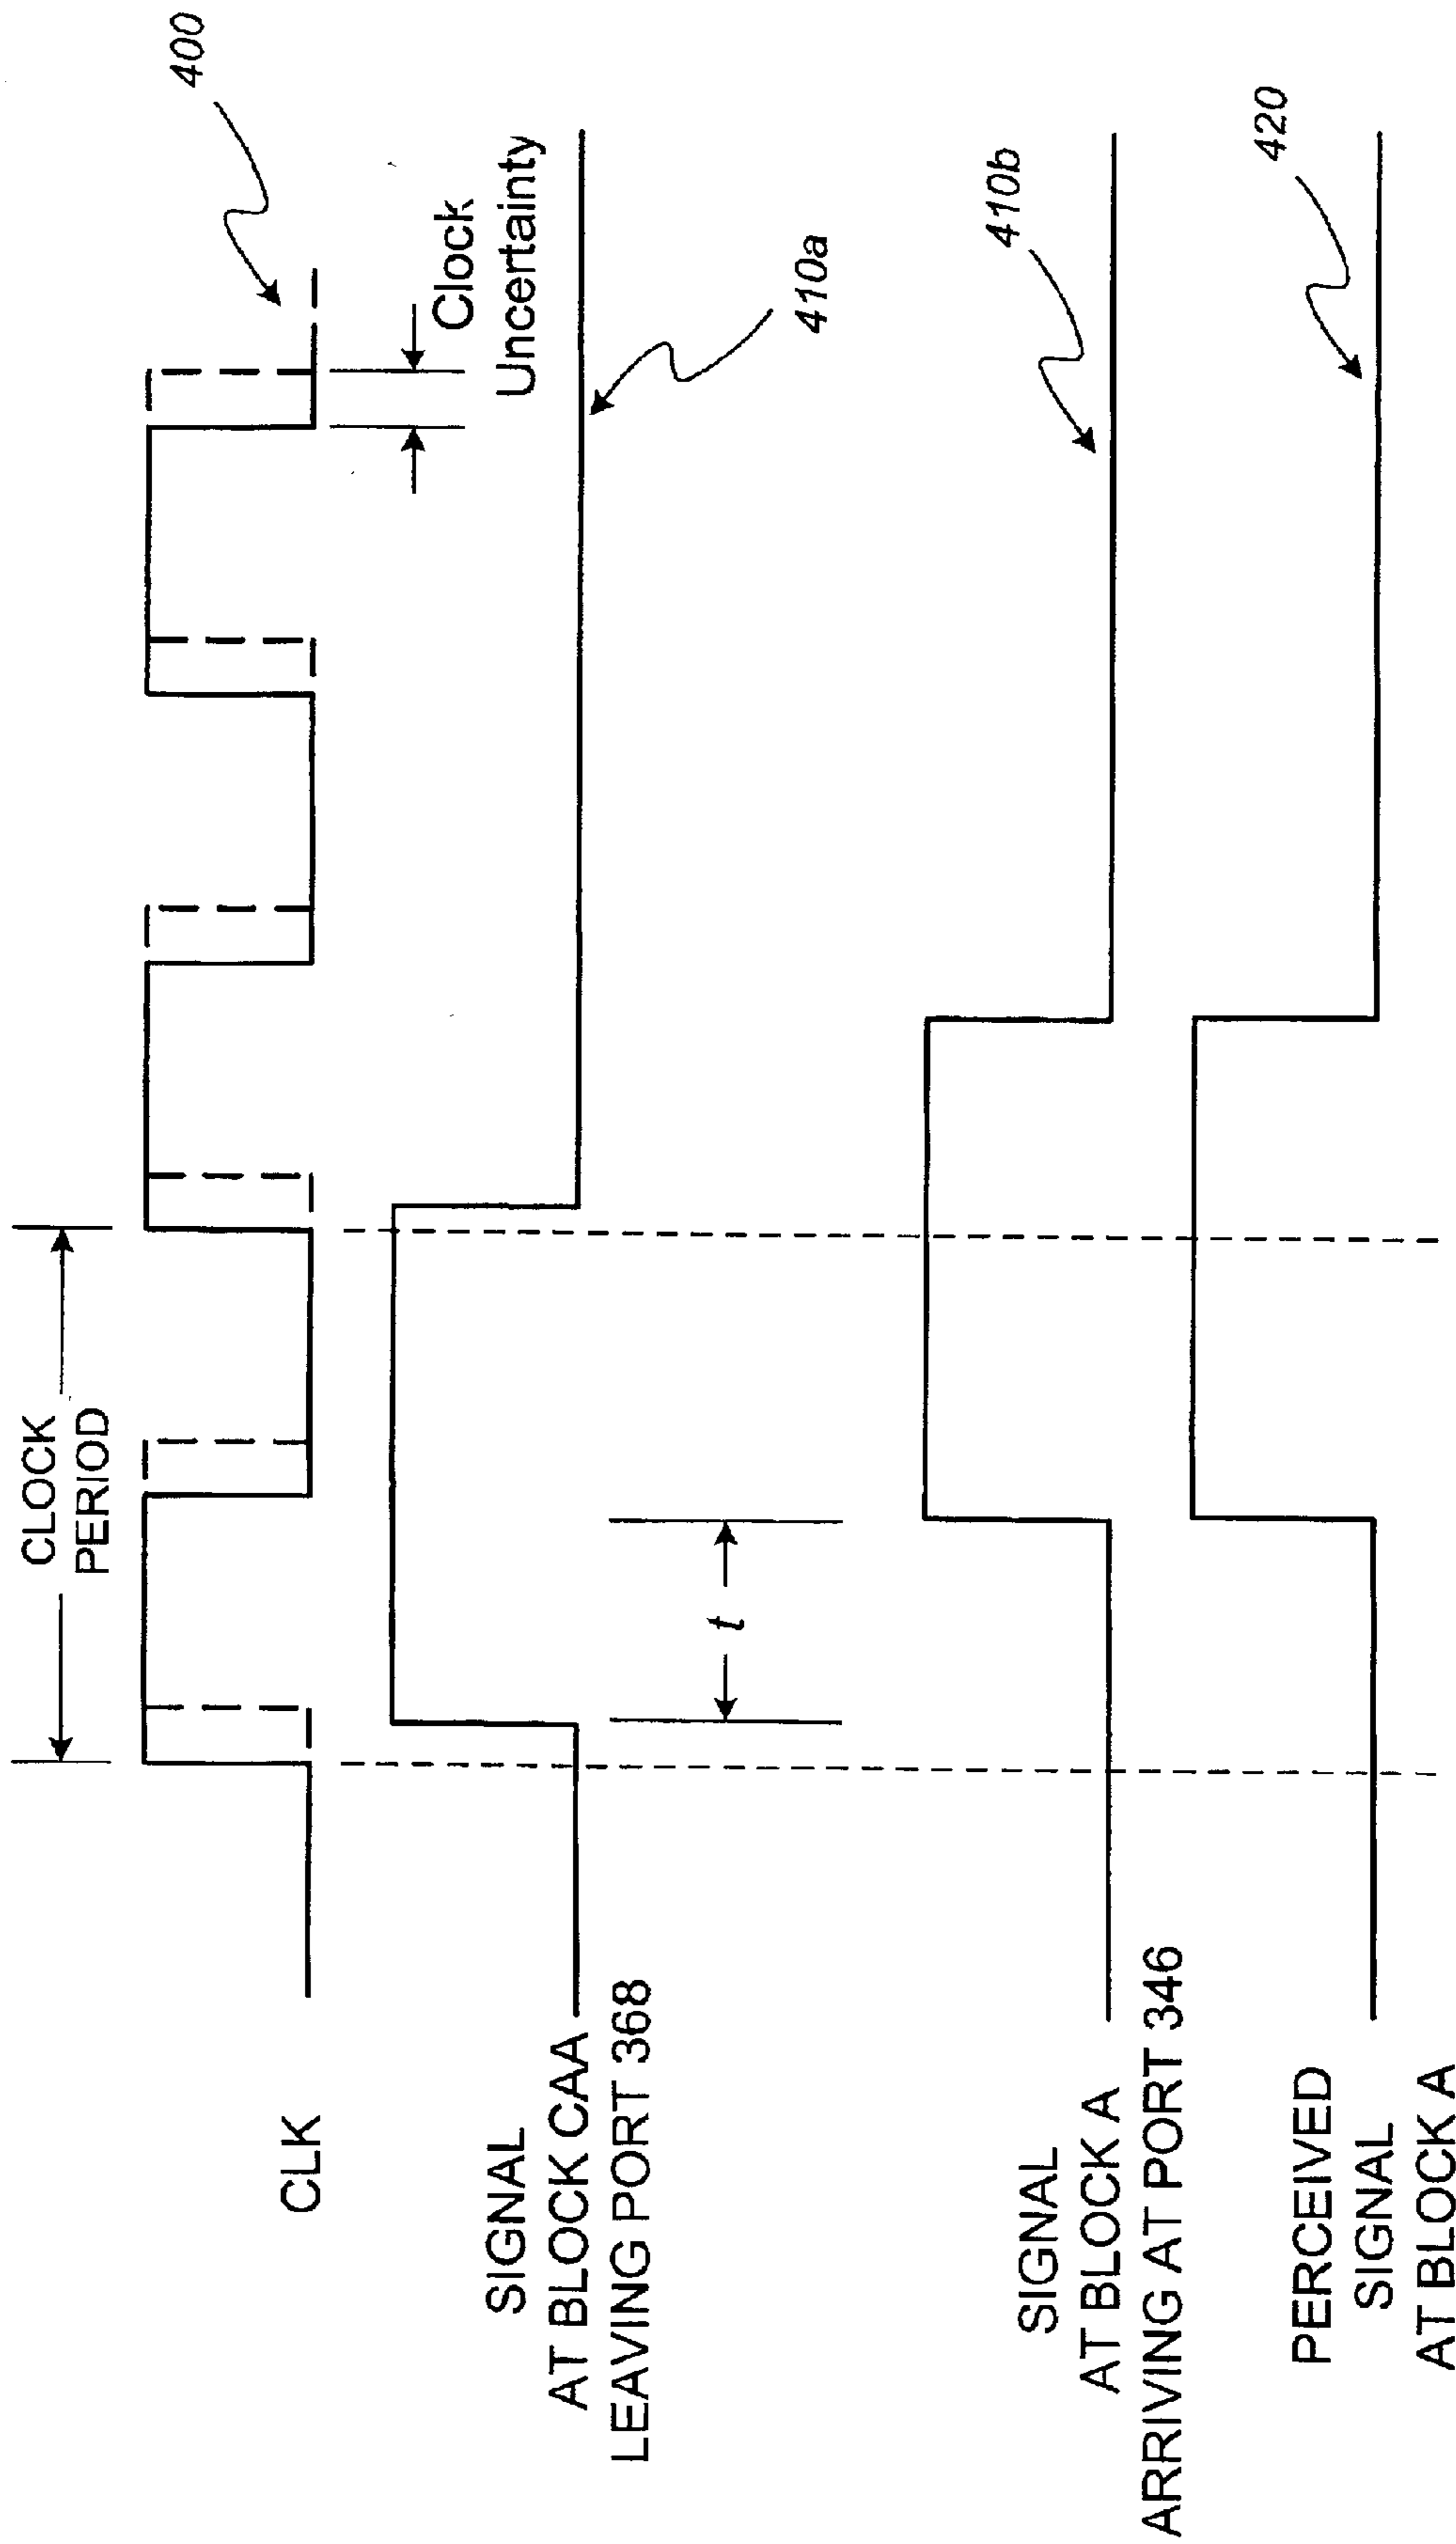 CLOCK
PERIOD
400
CLK
Clock
Uncertainty
SIGNAL
AT BLOCK CAA
LEAVING PORT 368
410a
t
SIGNAL
AT BLOCK A
ARRIVING AT PORT 346
410b
PERCEIVED
SIGNAL
AT BLOCK A
420